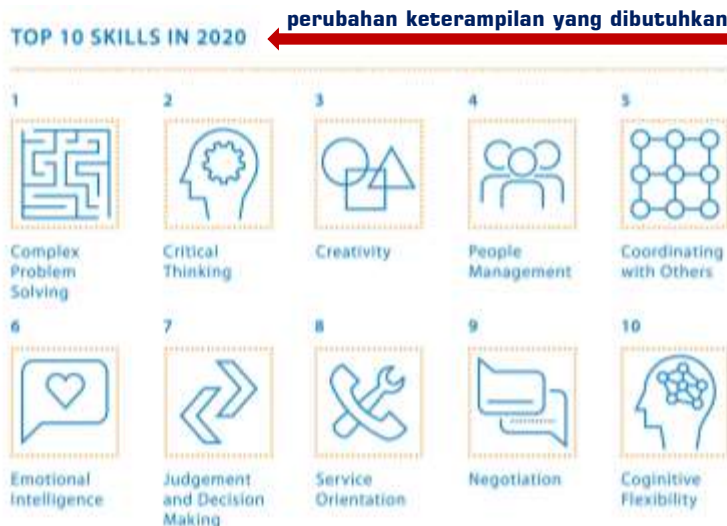 perubahan keterampilan yang dibutuhkan
TOP 10 SKILLS IN 2020
1
2
3
4
5
Complex
Problem
Solving
Critical
Thinking
Creativity
People
Management
Coordinating
with Others
6
7
8
9
10
Emotional
Intelligence
Judgement
and Decision
Making
Service
Orientation
Negotiation
Coginitive
Flexibility